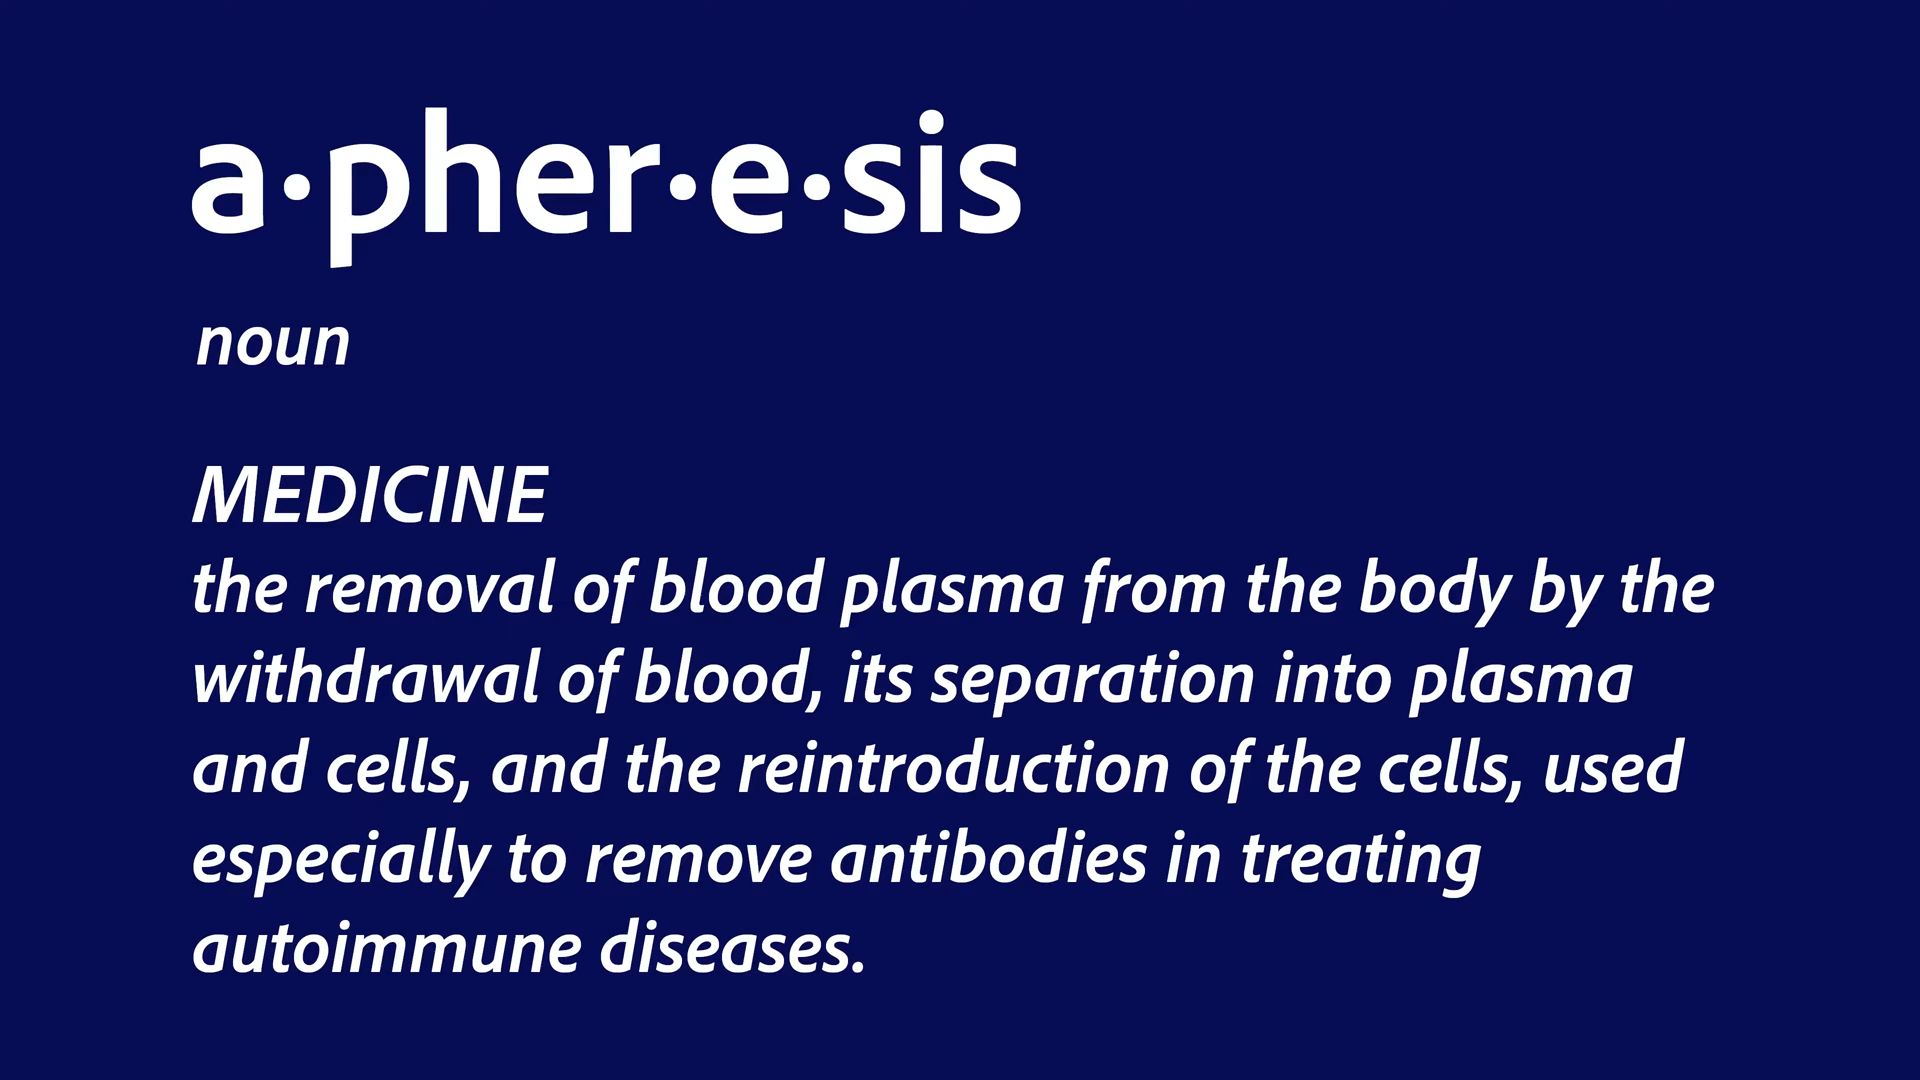 a·pher·e·sis
noun
MEDICINE
the removal of blood plasma from the body by the
withdrawal of blood, its separation into plasma
and cells, and the reintroduction of the cells, used
especially to remove antibodies in treating
autoimmune diseases.